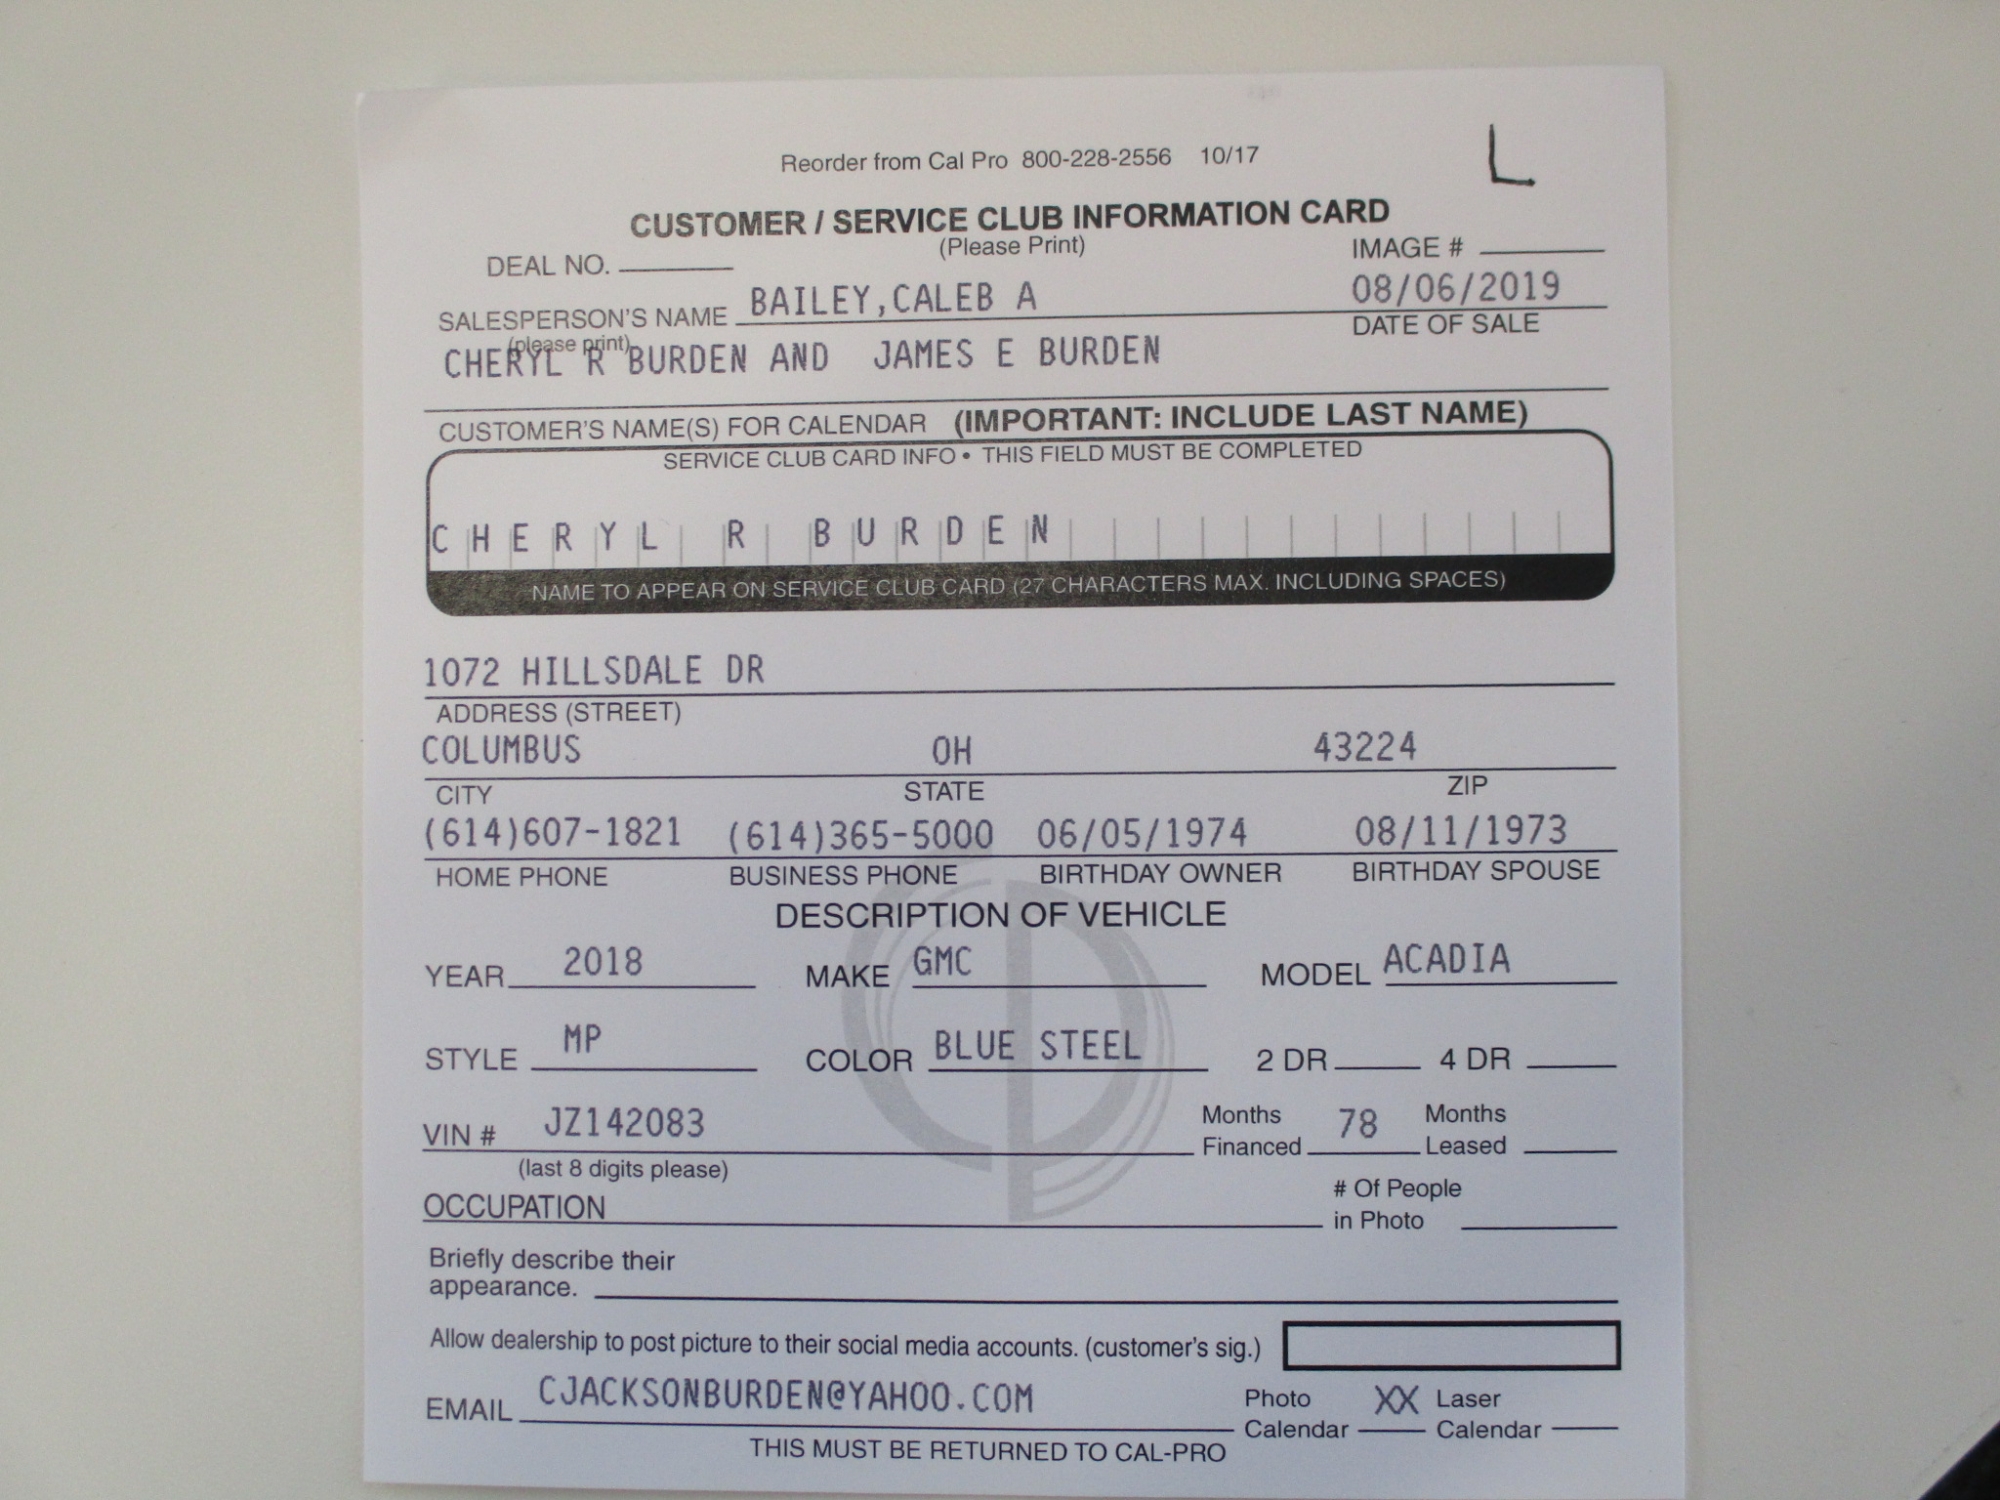 Reorder from Cal Pro 800-228-2556 10/17
L
CUSTOMER / SERVICE CLUB INFORMATION CARD
(Please Print)
DEAL NO. IMAGE #
SALESPERSON'S NAME BAILEY,CALEB A 08/06/2019
(please print) DATE OF SALE
CHERYL R BURDEN AND JAMES E BURDEN
CUSTOMER'S NAME(S) FOR CALENDAR (IMPORTANT: INCLUDE LAST NAME)
SERVICE CLUB CARD INFO • THIS FIELD MUST BE COMPLETED
CHERYL R BURDEN
NAME TO APPEAR ON SERVICE CLUB CARD (27 CHARACTERS MAX. INCLUDING SPACES)
1072 HILLSDALE DR
ADDRESS (STREET)
COLUMBUS OH 43224
CITY STATE ZIP
(614)607-1821 (614)365-5000 06/05/1974 08/11/1973
HOME PHONE BUSINESS PHONE BIRTHDAY OWNER BIRTHDAY SPOUSE
DESCRIPTION OF VEHICLE
YEAR 2018 MAKE GMC MODEL ACADIA
STYLE MP COLOR BLUE STEEL 2 DR 4 DR
VIN # JZ142083 Months Financed 78 Months Leased
(last 8 digits please)
OCCUPATION # Of People in Photo
Briefly describe their
appearance.
Allow dealership to post picture to their social media accounts. (customer's sig.)
EMAIL CJACKSONBURDEN@YAHOO.COM Photo Calendar XX Laser Calendar
THIS MUST BE RETURNED TO CAL-PRO